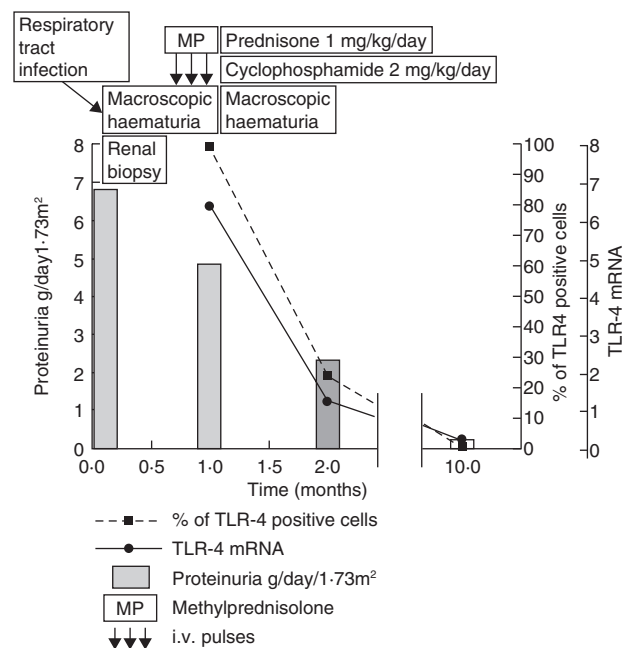 Respiratory
tract
infection
MP
Prednisone 1 mg/kg/day
Cyclophosphamide 2 mg/kg/day
Macroscopic
haematuria
Macroscopic
haematuria
Renal
biopsy
Proteinuria g/day1·73m²
8
7
6
5
4
3
2
1
0
0·0
0·5
1·0
1·5
2·0
10·0
Time (months)
100
90
80
70
60
50
40
30
20
10
0
% of TLR4 positive cells
8
7
6
5
4
3
2
1
0
TLR-4 mRNA
% of TLR-4 positive cells
TLR-4 mRNA
Proteinuria g/day/1·73m²
MP Methylprednisolone
i.v. pulses